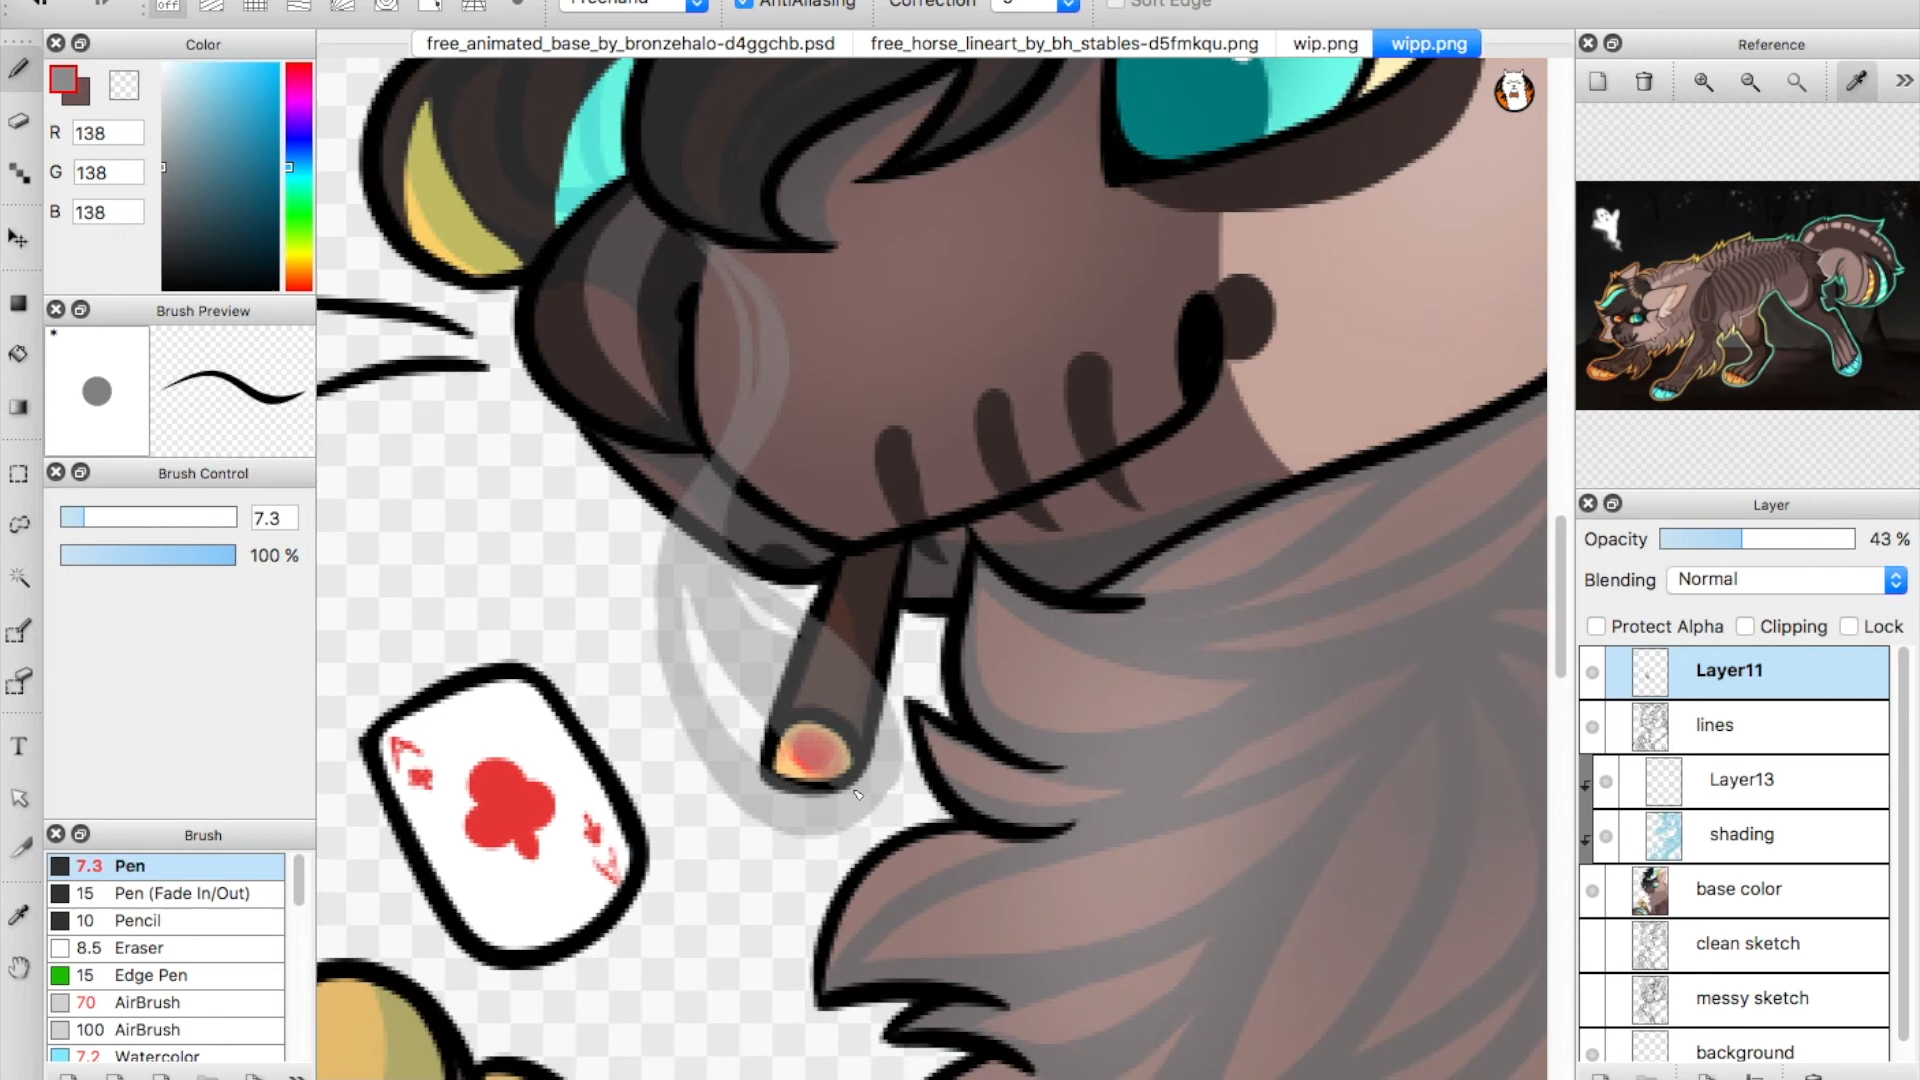 off
Freehand
AntiAliasing
Correction
Soft Edge
Color
free_animated_base_by_bronzehalo-d4ggchb.psd
free_horse_lineart_by_bh_stables-d5fmkqu.png
wip.png
wipp.png
Reference
R 138
G 138
B 138
Brush Preview
*
Brush Control
7.3
100 %
Layer
Opacity 43 %
Blending Normal
Protect Alpha Clipping Lock
Layer11
lines
Layer13
shading
base color
clean sketch
messy sketch
background
Brush
7.3 Pen
15 Pen (Fade In/Out)
10 Pencil
8.5 Eraser
15 Edge Pen
70 AirBrush
100 AirBrush
7.2 Watercolor
T